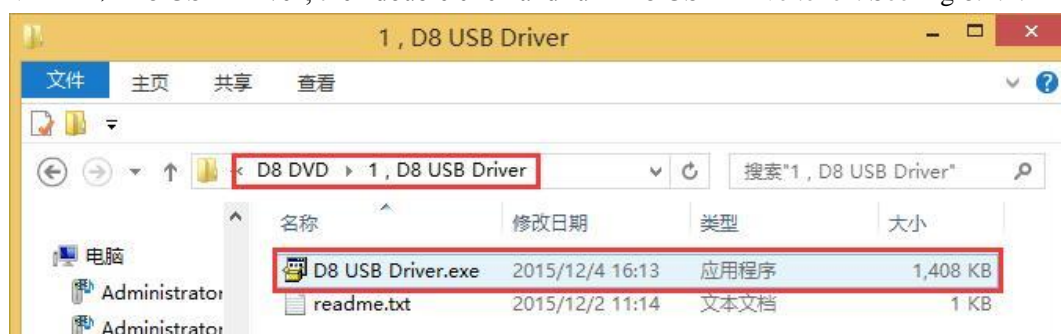 1 , D8 USB Driver
文件 主页 共享 查看
« D8 DVD 1 , D8 USB Driver 搜索"1 , D8 USB Driver"
名称 修改日期 类型 大小
电脑
D8 USB Driver.exe 2015/12/4 16:13 应用程序 1,408 KB
Administrator
readme.txt 2015/12/2 11:14 文本文档 1 KB
Administrator